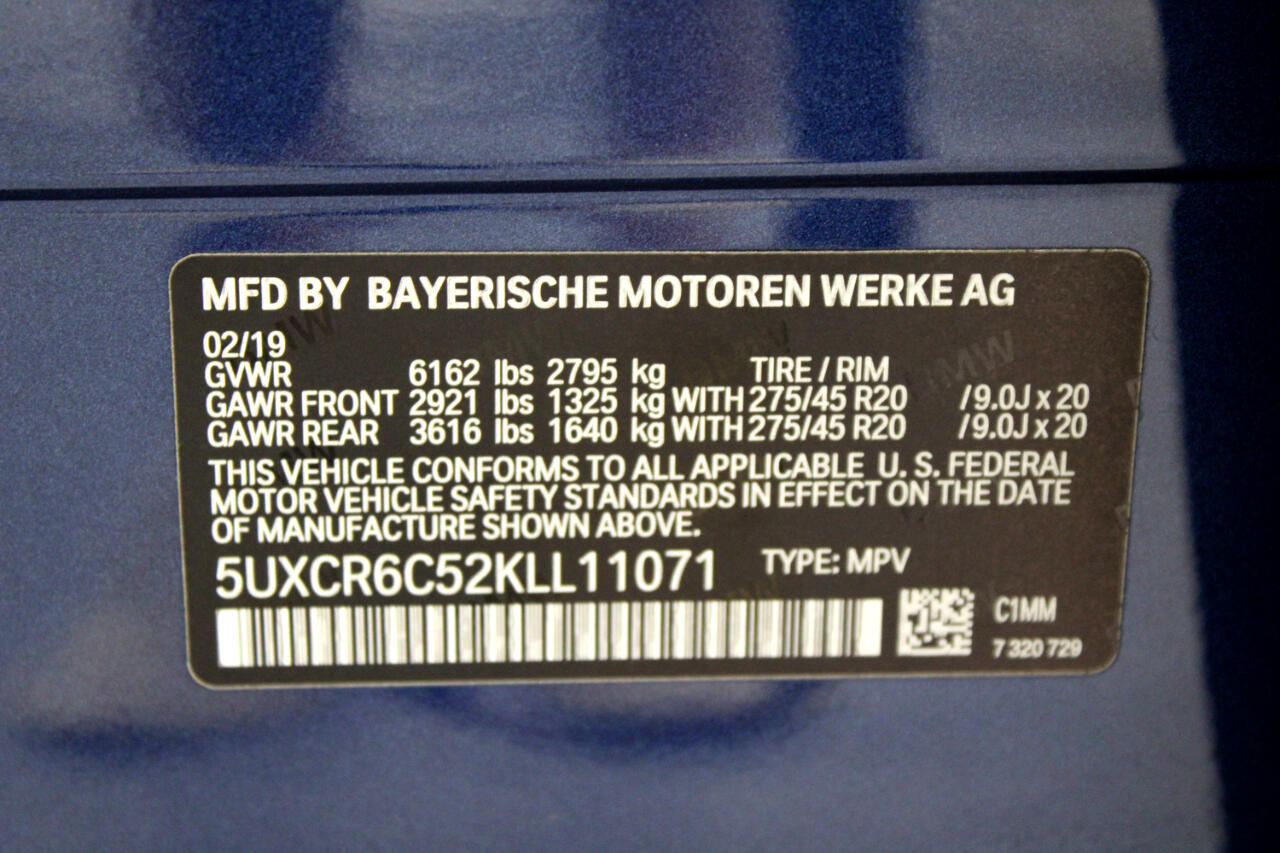 MFD BY BAYERISCHE MOTOREN WERKE AG
02/19
GVWR 6162 lbs 2795 kg TIRE / RIM
GAWR FRONT 2921 lbs 1325 kg WITH 275/45 R20 /9.0J x 20
GAWR REAR 3616 lbs 1640 kg WITH 275/45 R20 /9.0J x 20
THIS VEHICLE CONFORMS TO ALL APPLICABLE U. S. FEDERAL
MOTOR VEHICLE SAFETY STANDARDS IN EFFECT ON THE DATE
OF MANUFACTURE SHOWN ABOVE.
5UXCR6C52KLL11071 TYPE: MPV
C1MM
7 320 729